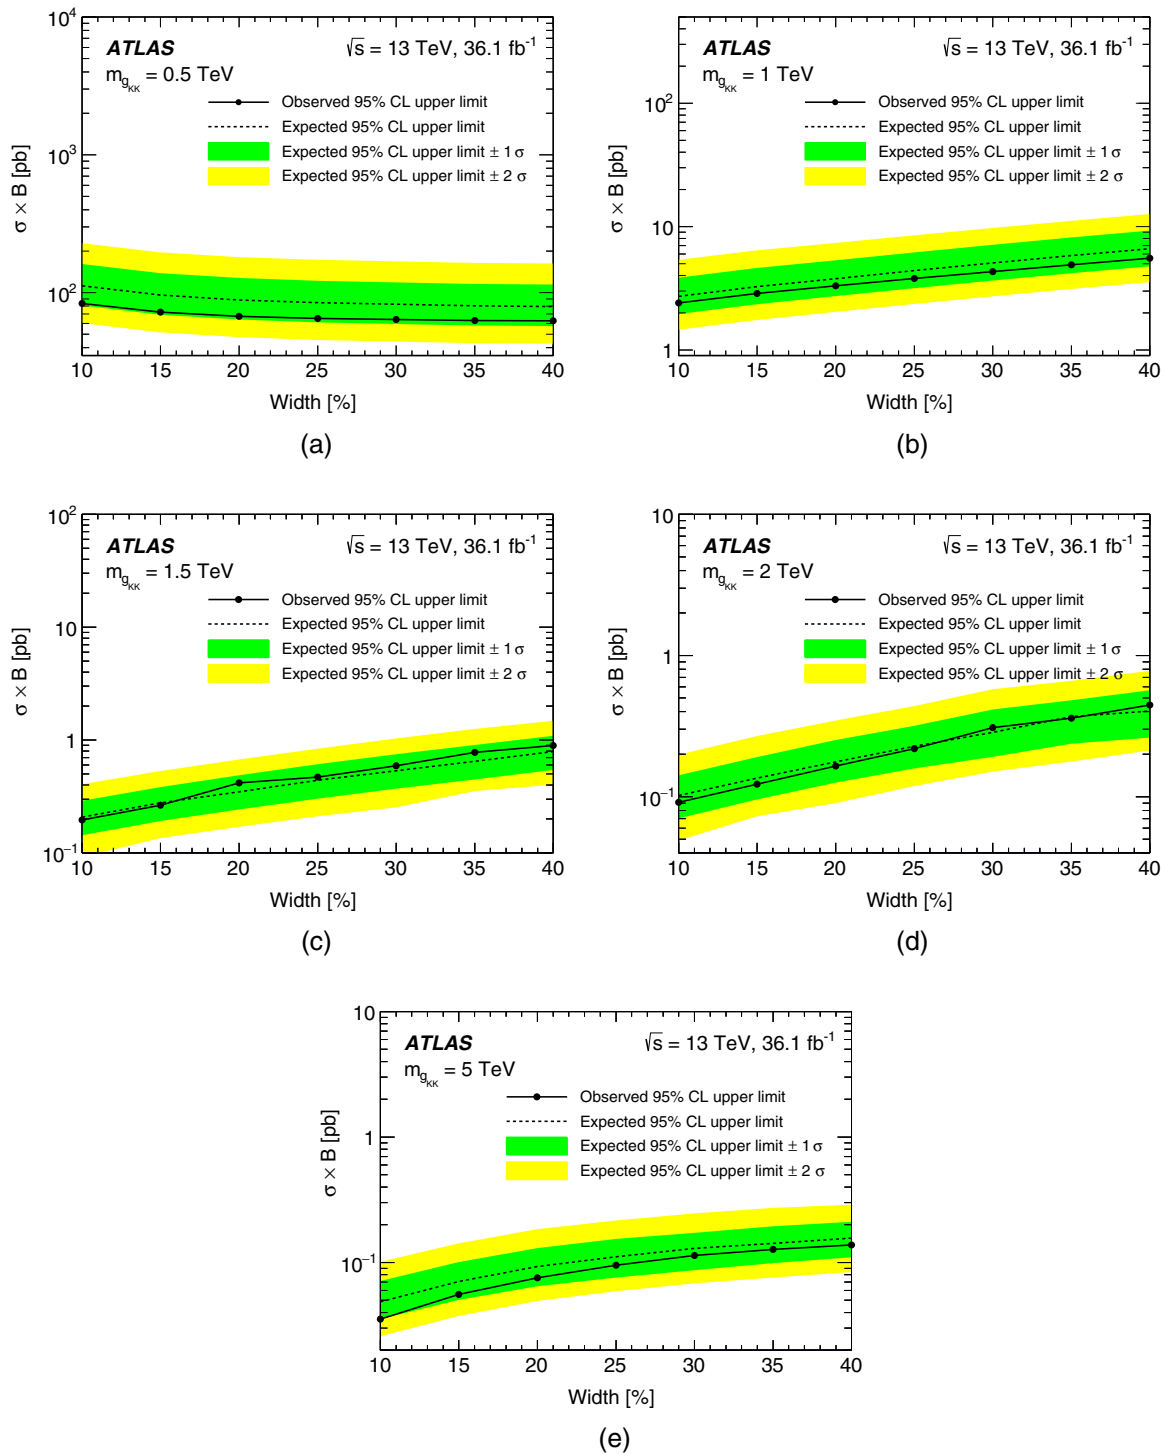 ATLAS
√s = 13 TeV, 36.1 fb⁻¹
m_gKK = 0.5 TeV
Observed 95% CL upper limit
Expected 95% CL upper limit
Expected 95% CL upper limit ± 1 σ
Expected 95% CL upper limit ± 2 σ
σ × B [pb]
10⁴
10³
10²
10 15 20 25 30 35 40
Width [%]
(a)
ATLAS
√s = 13 TeV, 36.1 fb⁻¹
m_gKK = 1 TeV
Observed 95% CL upper limit
Expected 95% CL upper limit
Expected 95% CL upper limit ± 1 σ
Expected 95% CL upper limit ± 2 σ
σ × B [pb]
10²
10
1
10 15 20 25 30 35 40
Width [%]
(b)
ATLAS
√s = 13 TeV, 36.1 fb⁻¹
m_gKK = 1.5 TeV
Observed 95% CL upper limit
Expected 95% CL upper limit
Expected 95% CL upper limit ± 1 σ
Expected 95% CL upper limit ± 2 σ
σ × B [pb]
10²
10
1
10⁻¹
10 15 20 25 30 35 40
Width [%]
(c)
ATLAS
√s = 13 TeV, 36.1 fb⁻¹
m_gKK = 2 TeV
Observed 95% CL upper limit
Expected 95% CL upper limit
Expected 95% CL upper limit ± 1 σ
Expected 95% CL upper limit ± 2 σ
σ × B [pb]
10
1
10⁻¹
10 15 20 25 30 35 40
Width [%]
(d)
ATLAS
√s = 13 TeV, 36.1 fb⁻¹
m_gKK = 5 TeV
Observed 95% CL upper limit
Expected 95% CL upper limit
Expected 95% CL upper limit ± 1 σ
Expected 95% CL upper limit ± 2 σ
σ × B [pb]
10
1
10⁻¹
10 15 20 25 30 35 40
Width [%]
(e)